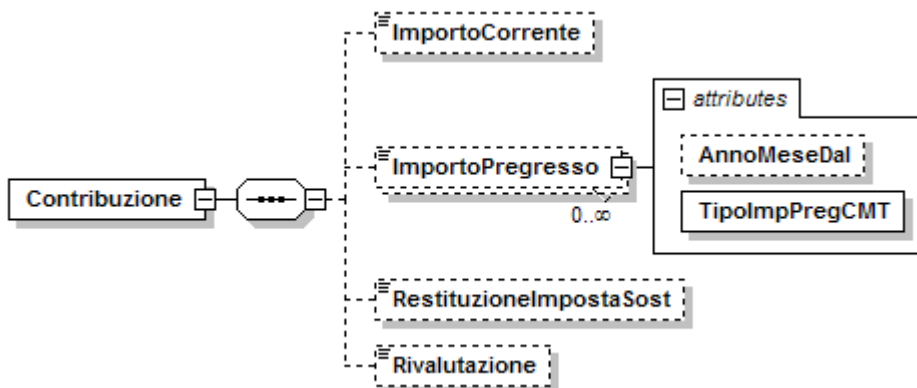 ImportoCorrente
attributes
AnnoMeseDal
ImportoPregresso
Contribuzione
TipoImpPregCMT
0..∞
RestituzioneImpostaSost
Rivalutazione